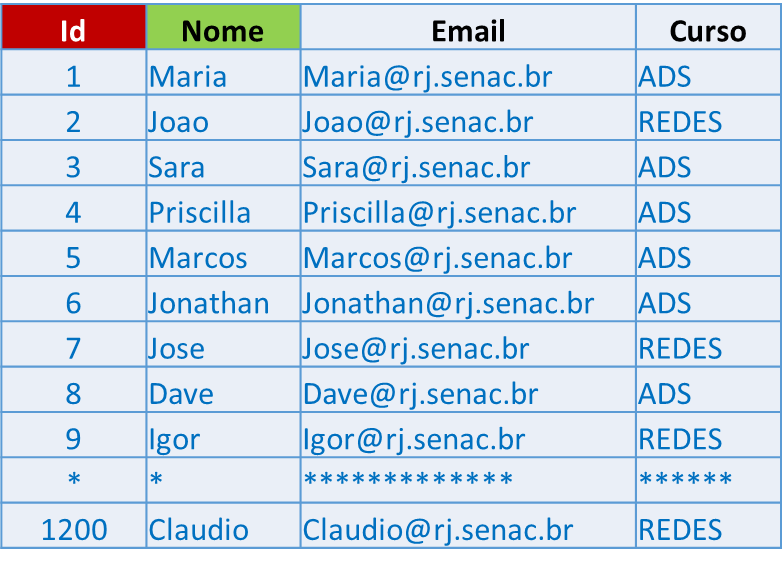 Id Nome Email Curso
1 Maria Maria@rj.senac.br ADS
2 Joao Joao@rj.senac.br REDES
3 Sara Sara@rj.senac.br ADS
4 Priscilla Priscilla@rj.senac.br ADS
5 Marcos Marcos@rj.senac.br ADS
6 Jonathan Jonathan@rj.senac.br ADS
7 Jose Jose@rj.senac.br REDES
8 Dave Dave@rj.senac.br ADS
9 Igor Igor@rj.senac.br REDES
* * ************* ******
1200 Claudio Claudio@rj.senac.br REDES